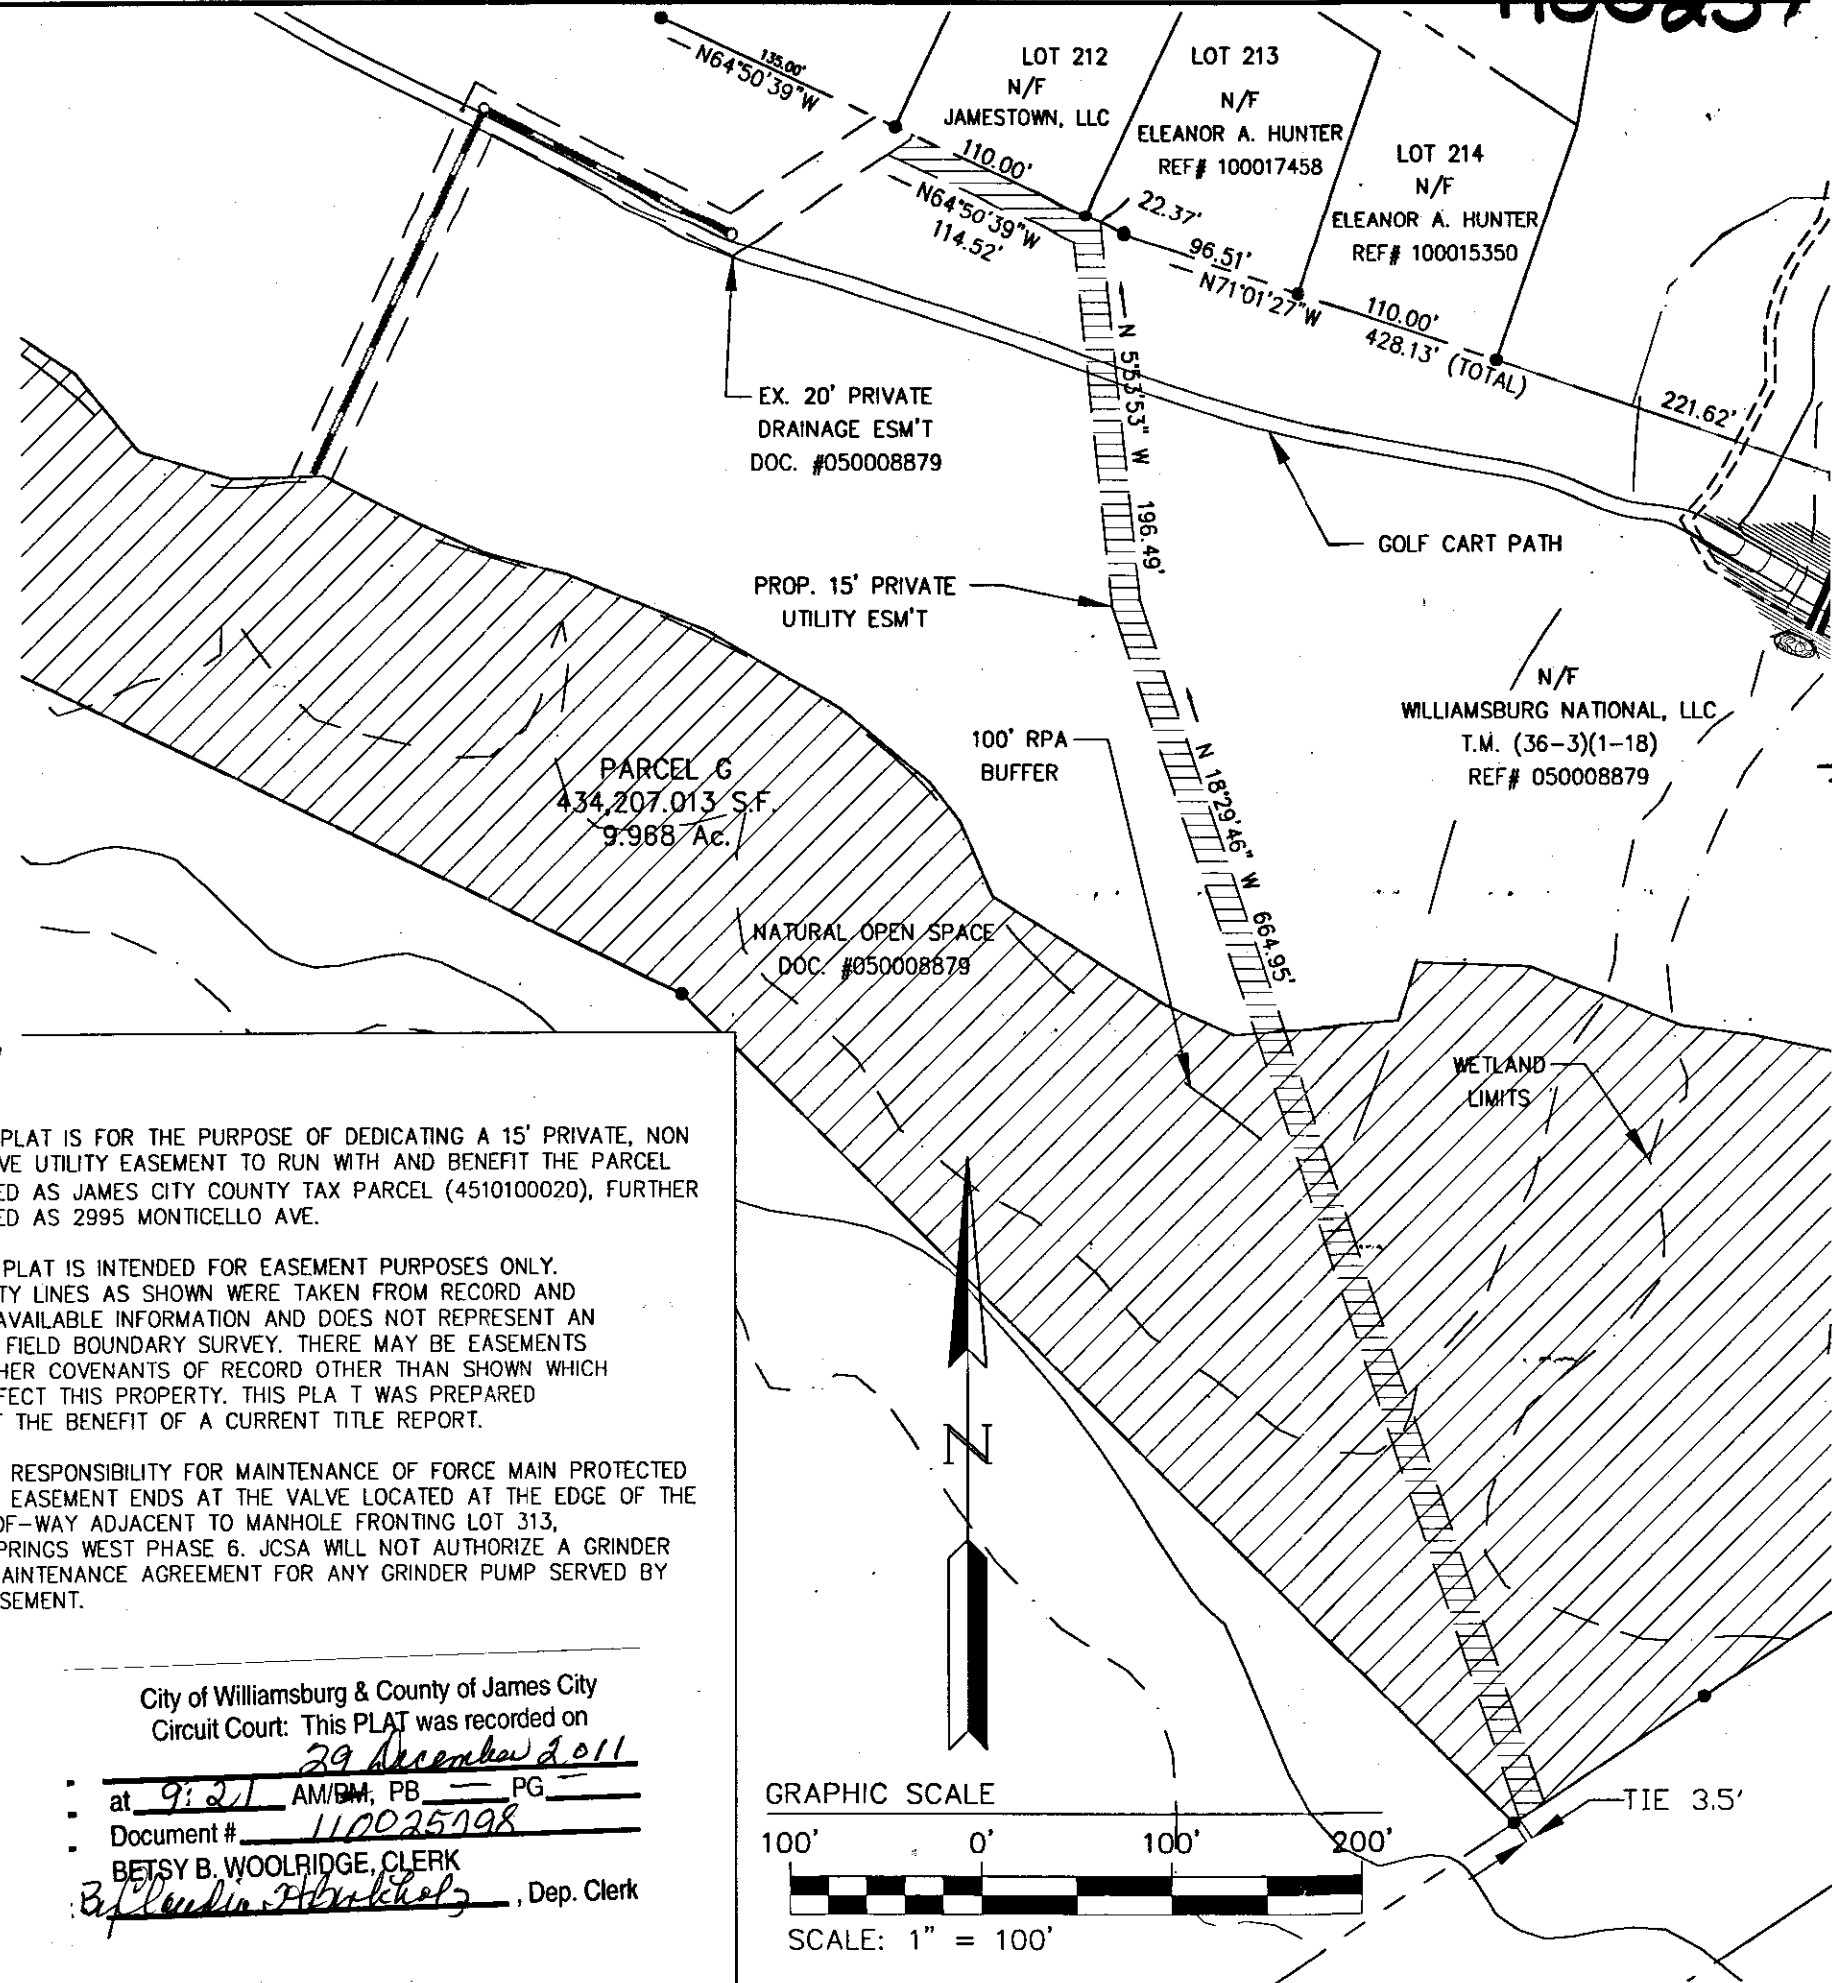 135.00'
N64°50'39"W
LOT 212
N/F
JAMESTOWN, LLC
LOT 213
N/F
ELEANOR A. HUNTER
REF# 100017458
LOT 214
N/F
ELEANOR A. HUNTER
REF# 100015350
110.00'
N64°50'39"W
114.52'
22.37'
96.51'
N71°01'27"W
110.00'
428.13' (TOTAL)
221.62'
N 5°53'53" W 196.49'
EX. 20' PRIVATE
DRAINAGE ESM'T
DOC. #050008879
GOLF CART PATH
PROP. 15' PRIVATE
UTILITY ESM'T
N/F
WILLIAMSBURG NATIONAL, LLC
T.M. (36-3)(1-18)
REF# 050008879
100' RPA
BUFFER
N 18°29'46" W 664.95'
PARCEL G
434,207.013 S.F.
9.968 Ac.
NATURAL OPEN SPACE
DOC. #050008879
WETLAND
LIMITS
PLAT IS FOR THE PURPOSE OF DEDICATING A 15' PRIVATE, NON
VE UTILITY EASEMENT TO RUN WITH AND BENEFIT THE PARCEL
ED AS JAMES CITY COUNTY TAX PARCEL (4510100020), FURTHER
ED AS 2995 MONTICELLO AVE.
PLAT IS INTENDED FOR EASEMENT PURPOSES ONLY.
TY LINES AS SHOWN WERE TAKEN FROM RECORD AND
AVAILABLE INFORMATION AND DOES NOT REPRESENT AN
FIELD BOUNDARY SURVEY. THERE MAY BE EASEMENTS
HER COVENANTS OF RECORD OTHER THAN SHOWN WHICH
FECT THIS PROPERTY. THIS PLA T WAS PREPARED
T THE BENEFIT OF A CURRENT TITLE REPORT.
RESPONSIBILITY FOR MAINTENANCE OF FORCE MAIN PROTECTED
EASEMENT ENDS AT THE VALVE LOCATED AT THE EDGE OF THE
OF-WAY ADJACENT TO MANHOLE FRONTING LOT 313,
PRINGS WEST PHASE 6. JCSA WILL NOT AUTHORIZE A GRINDER
AINTENANCE AGREEMENT FOR ANY GRINDER PUMP SERVED BY
SEMENT.
N
City of Williamsburg & County of James City
Circuit Court: This PLAT was recorded on
29 December 2011
at 9:21 AM/PM, PB — PG —
Document # 110025798
BETSY B. WOOLRIDGE, CLERK
By Claudia , Dep. Clerk
TIE 3.5'
GRAPHIC SCALE
100' 0' 100' 200'
SCALE: 1" = 100'